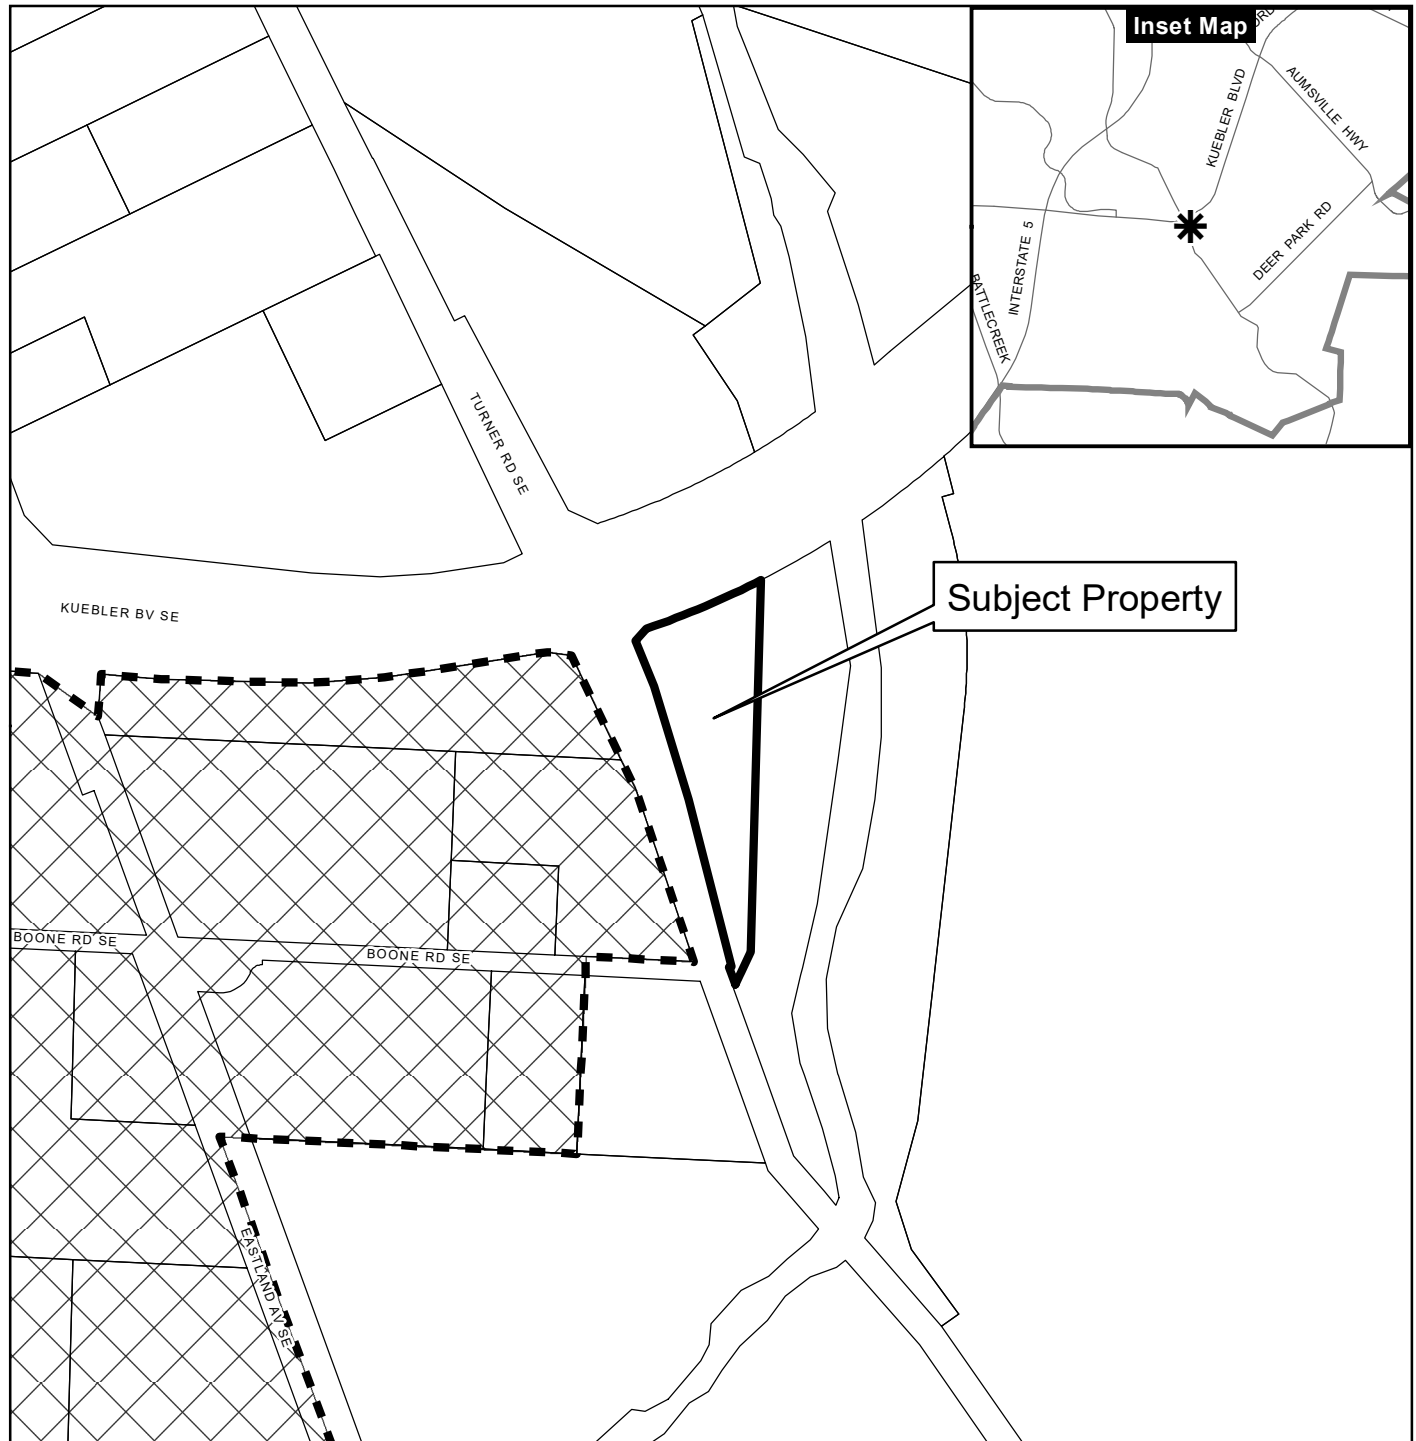 Inset Map
KUEBLER BLVD
AUMSVILLE HWY
INTERSTATE 5
DEER PARK RD
BATTLECREEK
TURNER RD SE
KUEBLER BV SE
Subject Property
BOONE RD SE
BOONE RD SE
EASTLAND AV SE